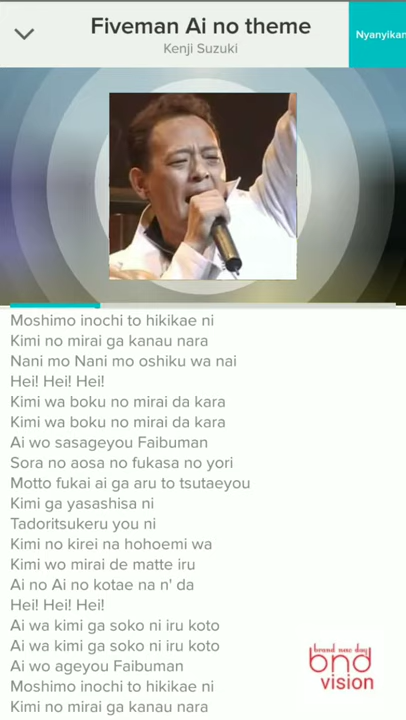 Fiveman Ai no theme
Kenji Suzuki
Nyanyikan
Moshimo inochi to hikikae ni
Kimi no mirai ga kanau nara
Nani mo Nani mo oshiku wa nai
Hei! Hei! Hei!
Kimi wa boku no mirai da kara
Kimi wa boku no mirai da kara
Ai wo sasageyou Faibuman
Sora no aosa no fukasa no yori
Motto fukai ai ga aru to tsutaeyou
Kimi ga yasashisa ni
Tadoritsukeru you ni
Kimi no kirei na hohoemi wa
Kimi wo mirai de matte iru
Ai no Ai no kotae na n' da
Hei! Hei! Hei!
Ai wa kimi ga soko ni iru koto
Ai wa kimi ga soko ni iru koto
Ai wo ageyou Faibuman
Moshimo inochi to hikikae ni
Kimi no mirai ga kanau nara
brand new day
bnd
vision